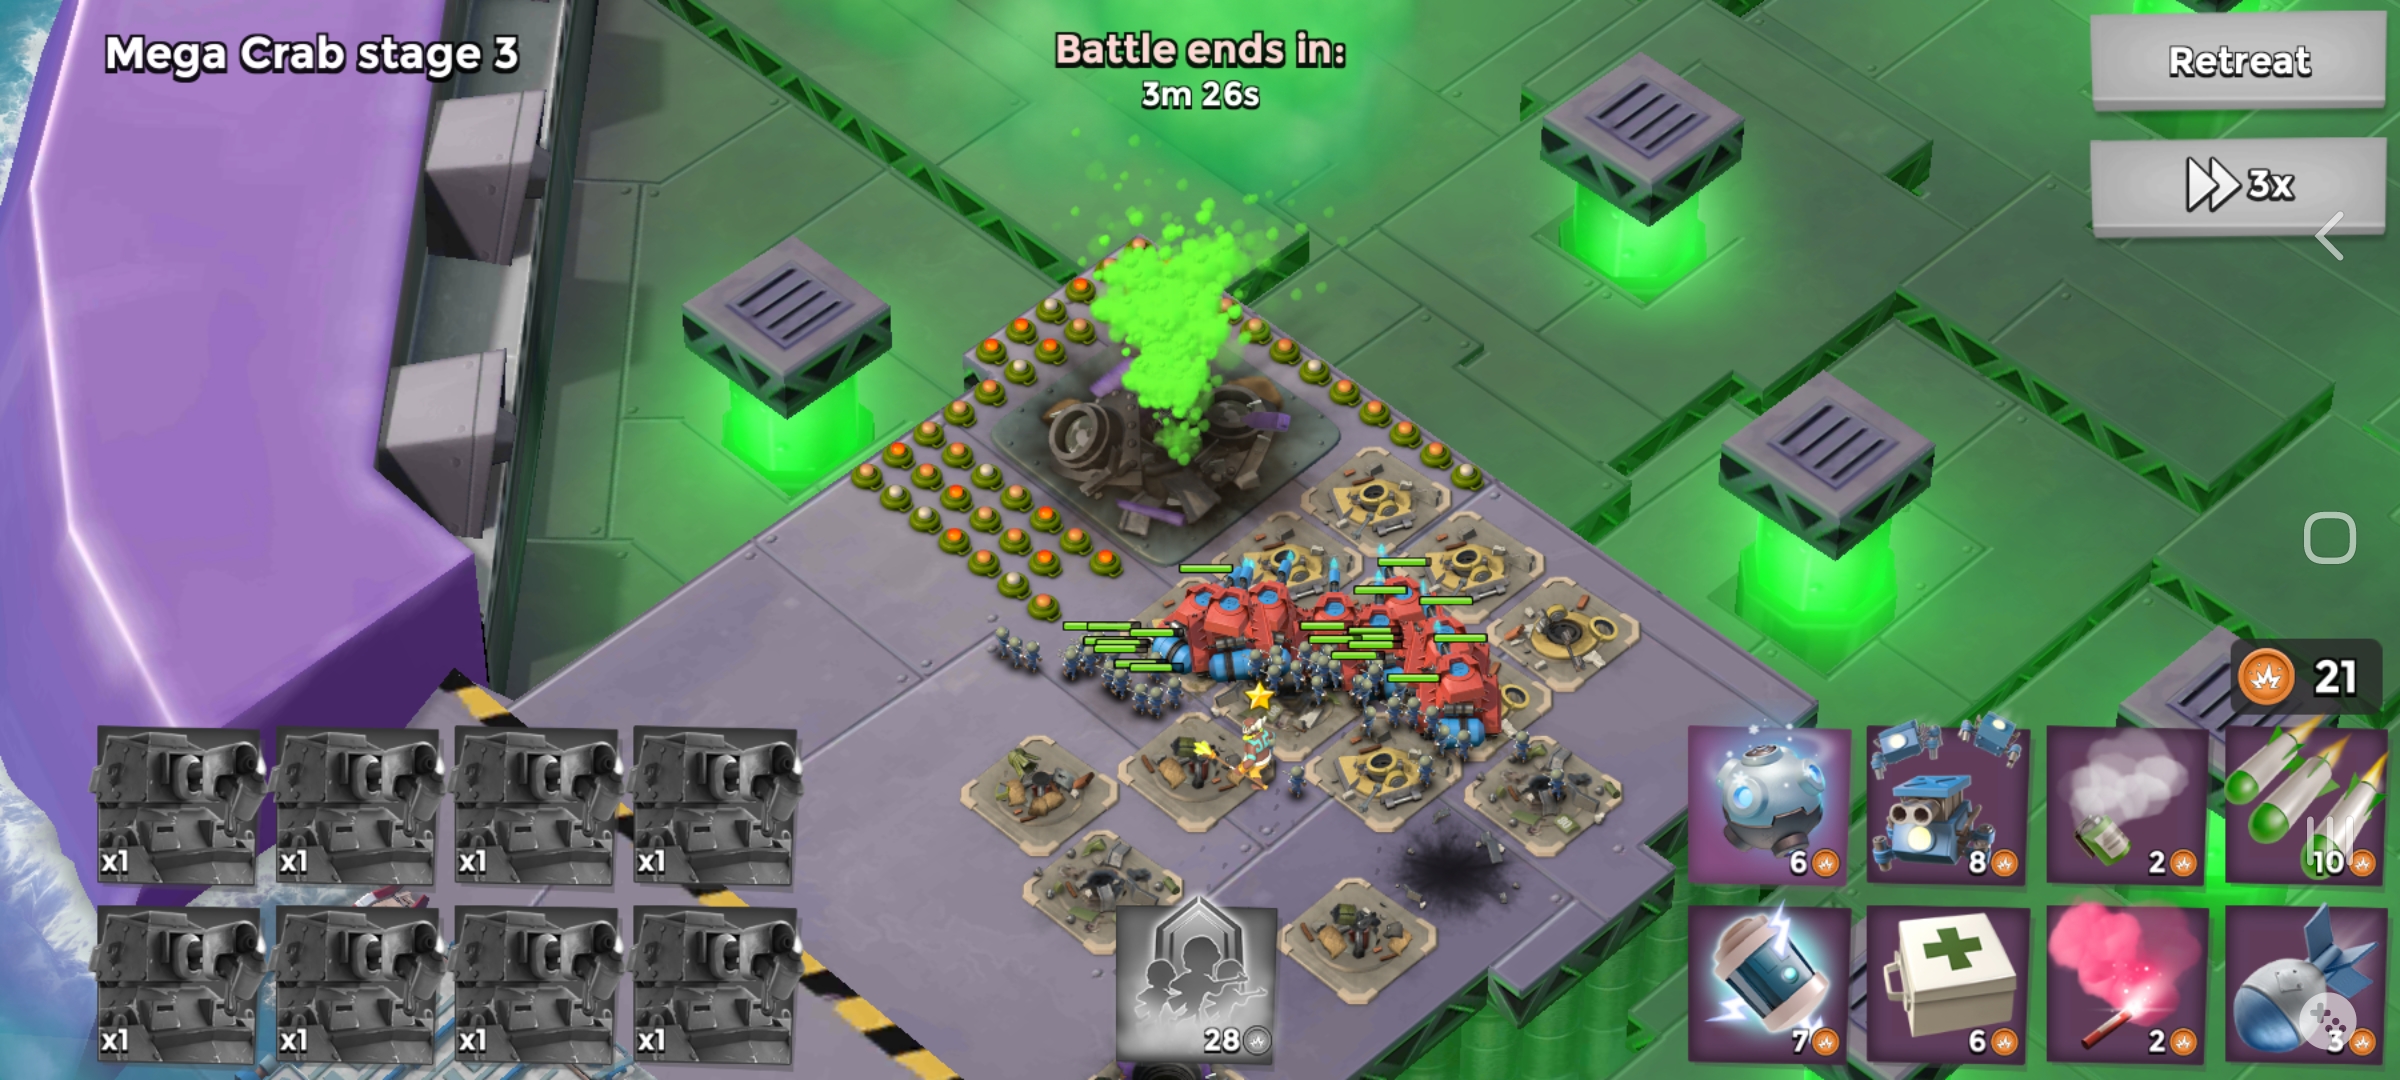 Mega Crab stage 3
Battle ends in:
3m 26s
Retreat
3x
21
x1 x1 x1 x1
6 8 2 10
x1 x1 x1 x1
28
7 6 2 3